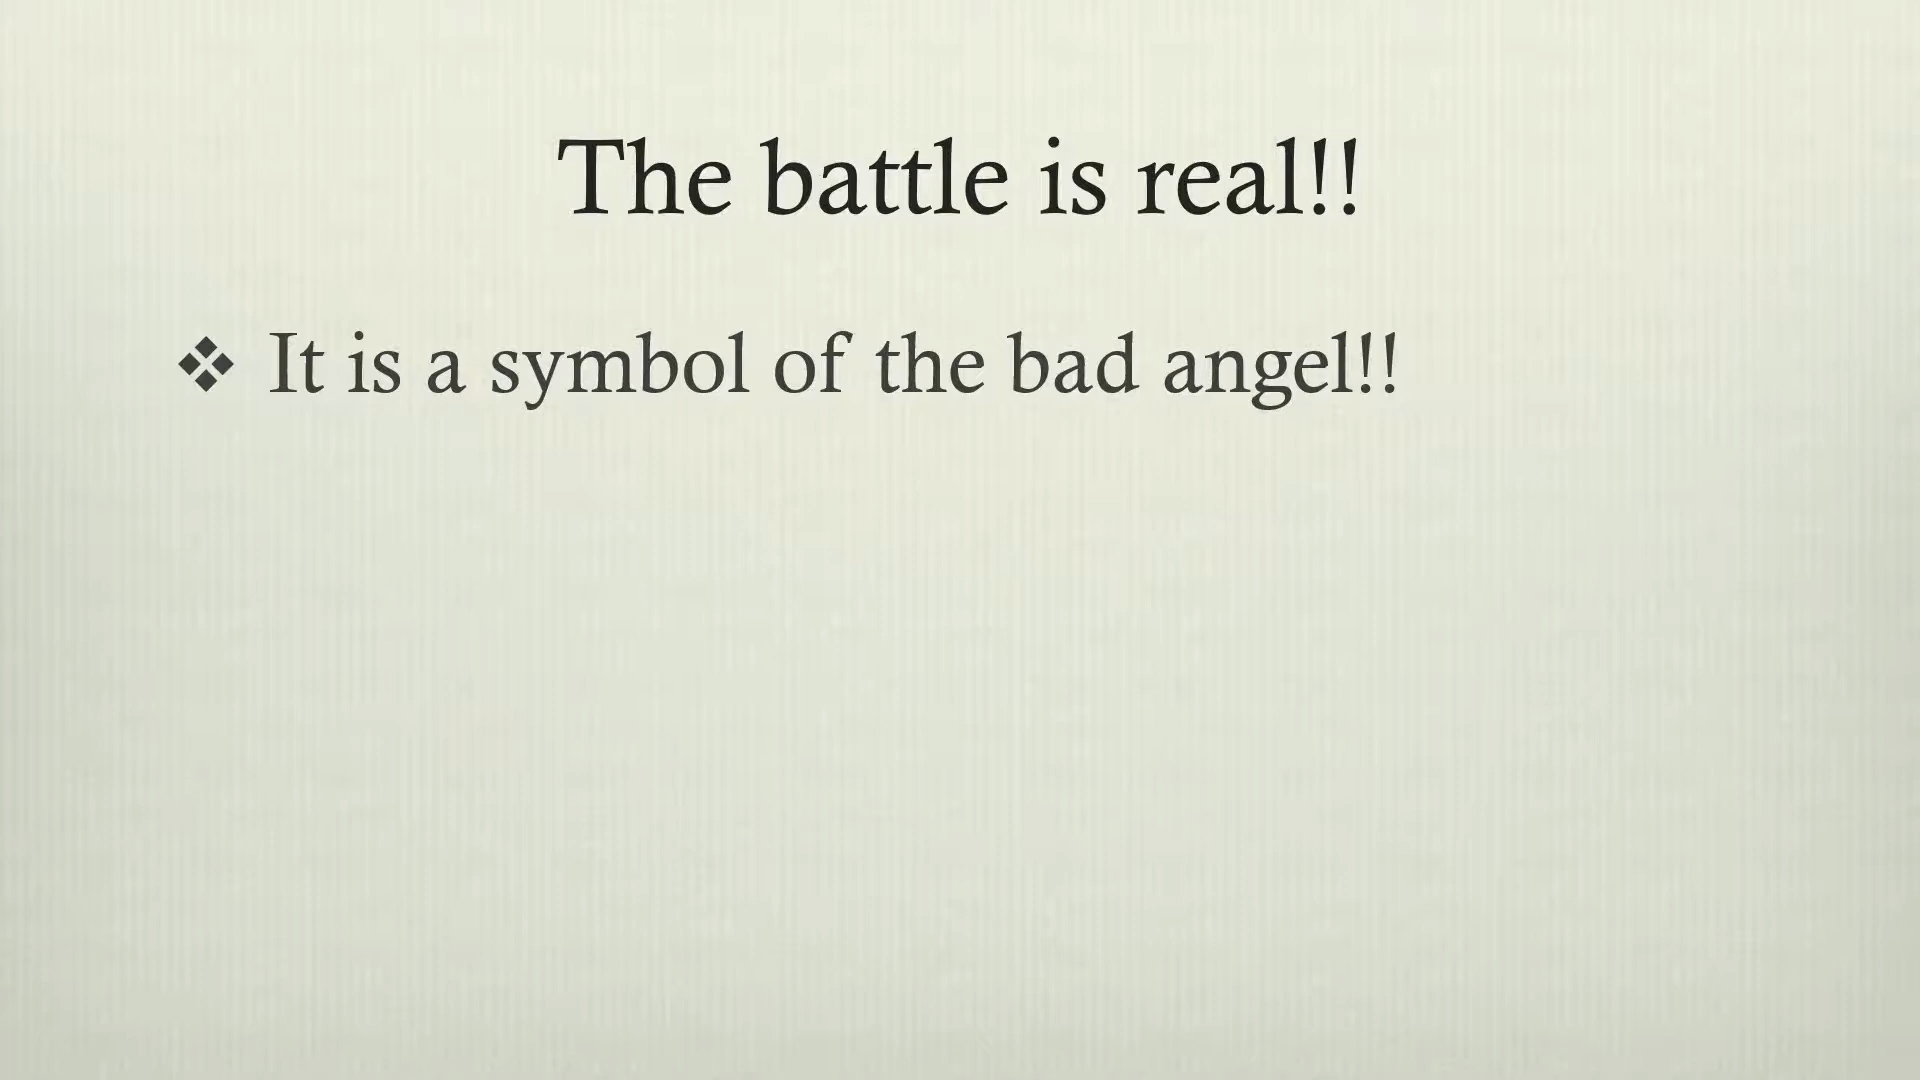 The battle is real!!
❖ It is a symbol of the bad angel!!